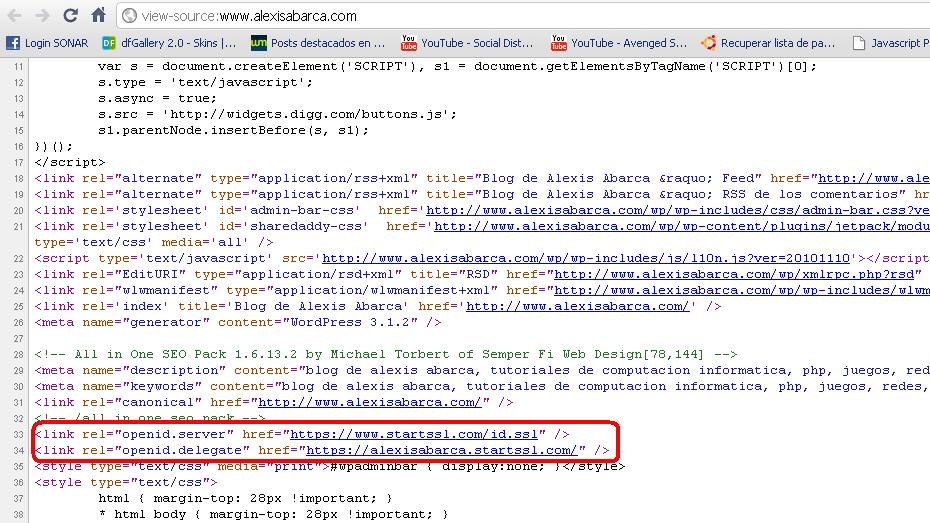 view-source:www.alexisabarca.com
Login SONAR dfGallery 2.0 - Skins |... Posts destacados en ... You Tube YouTube - Social Dist... You Tube YouTube - Avenged S... Recuperar lista de pa... Javascript P
11 var s = document.createElement('SCRIPT'), s1 = document.getElementsByTagName('SCRIPT')[0];
12 s.type = 'text/javascript';
13 s.async = true;
14 s.src = 'http://widgets.digg.com/buttons.js';
15 s1.parentNode.insertBefore(s, s1);
16 })();
17 </script>
18 <link rel="alternate" type="application/rss+xml" title="Blog de Alexis Abarca &raquo; Feed" href="http://www.ale
19 <link rel="alternate" type="application/rss+xml" title="Blog de Alexis Abarca &raquo; RSS de los comentarios" hr
20 <link rel='stylesheet' id='admin-bar-css'  href='http://www.alexisabarca.com/wp/wp-includes/css/admin-bar.css?ve
21 <link rel='stylesheet' id='sharedaddy-css'  href='http://www.alexisabarca.com/wp/wp-content/plugins/jetpack/modu
type='text/css' media='all' />
22 <script type='text/javascript' src='http://www.alexisabarca.com/wp/wp-includes/js/l10n.js?ver=20101110'></script
23 <link rel="EditURI" type="application/rsd+xml" title="RSD" href="http://www.alexisabarca.com/wp/xmlrpc.php?rsd"
24 <link rel="wlwmanifest" type="application/wlwmanifest+xml" href="http://www.alexisabarca.com/wp/wp-includes/wlwm
25 <link rel='index' title='Blog de Alexis Abarca' href='http://www.alexisabarca.com/' />
26 <meta name="generator" content="WordPress 3.1.2" />
27
28 <!-- All in One SEO Pack 1.6.13.2 by Michael Torbert of Semper Fi Web Design[78,144] -->
29 <meta name="description" content="blog de alexis abarca, tutoriales de computacion informatica, php, juegos, red
30 <meta name="keywords" content="blog de alexis abarca, tutoriales de computacion informatica, php, juegos, redes,
31 <link rel="canonical" href="http://www.alexisabarca.com/" />
32 <!-- /all in one seo pack -->
33 <link rel="openid.server" href="https://www.startssl.com/id.ssl" />
34 <link rel="openid.delegate" href="https://alexisabarca.startssl.com/" />
35 <style type="text/css" media="print">#wpadminbar { display:none; }</style>
36 <style type="text/css">
37 html { margin-top: 28px !important; }
38 * html body { margin-top: 28px !important; }